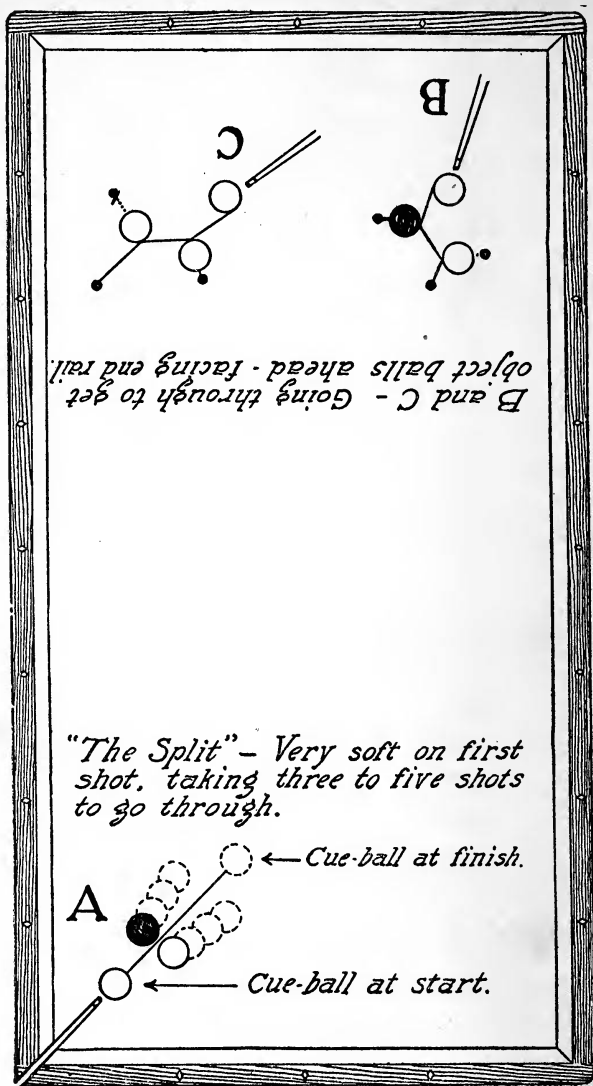 B
C
B and C - Going through to get
object balls ahead - facing end rail.
"The Split" - Very soft on first
shot, taking three to five shots
to go through.
Cue-ball at finish.
A
Cue-ball at start.